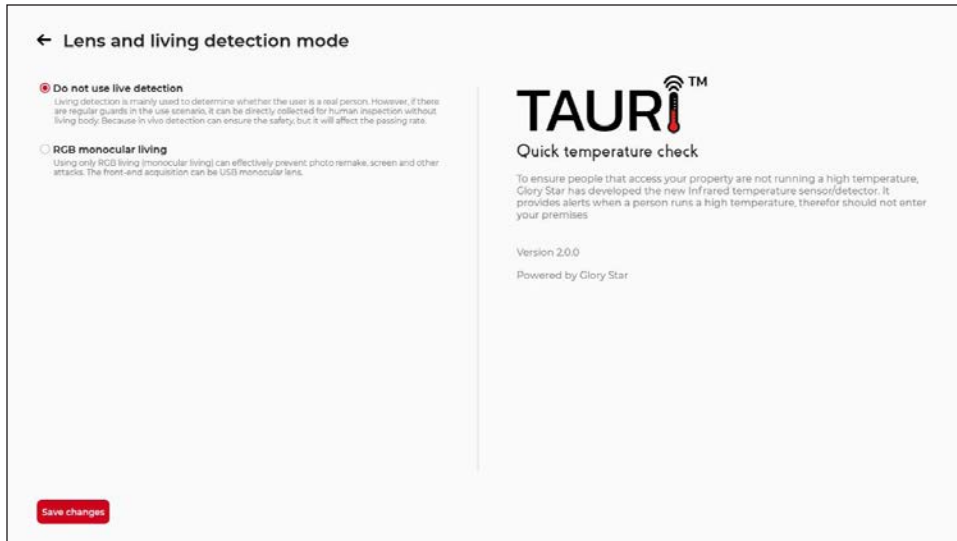 Lens and living detection mode
Do not use live detection
Living detection is mainly used to determine whether the user is a real person. However, if there
are regular guards in the use scenario, it can be directly collected for human inspection without
living body. Because in vivo detection can ensure the safety, but it will affect the passing rate.
RGB monocular living
Using only RGB living (monocular living) can effectively prevent photo remake, screen and other
attacks. The front-end acquisition can be USB monocular lens.
Save changes
TAURI™
Quick temperature check
To ensure people that access your property are not running a high temperature,
Glory Star has developed the new Infrared temperature sensor/detector. It
provides alerts when a person runs a high temperature, therefor should not enter
your premises
Version 2.0.0
Powered by Glory Star